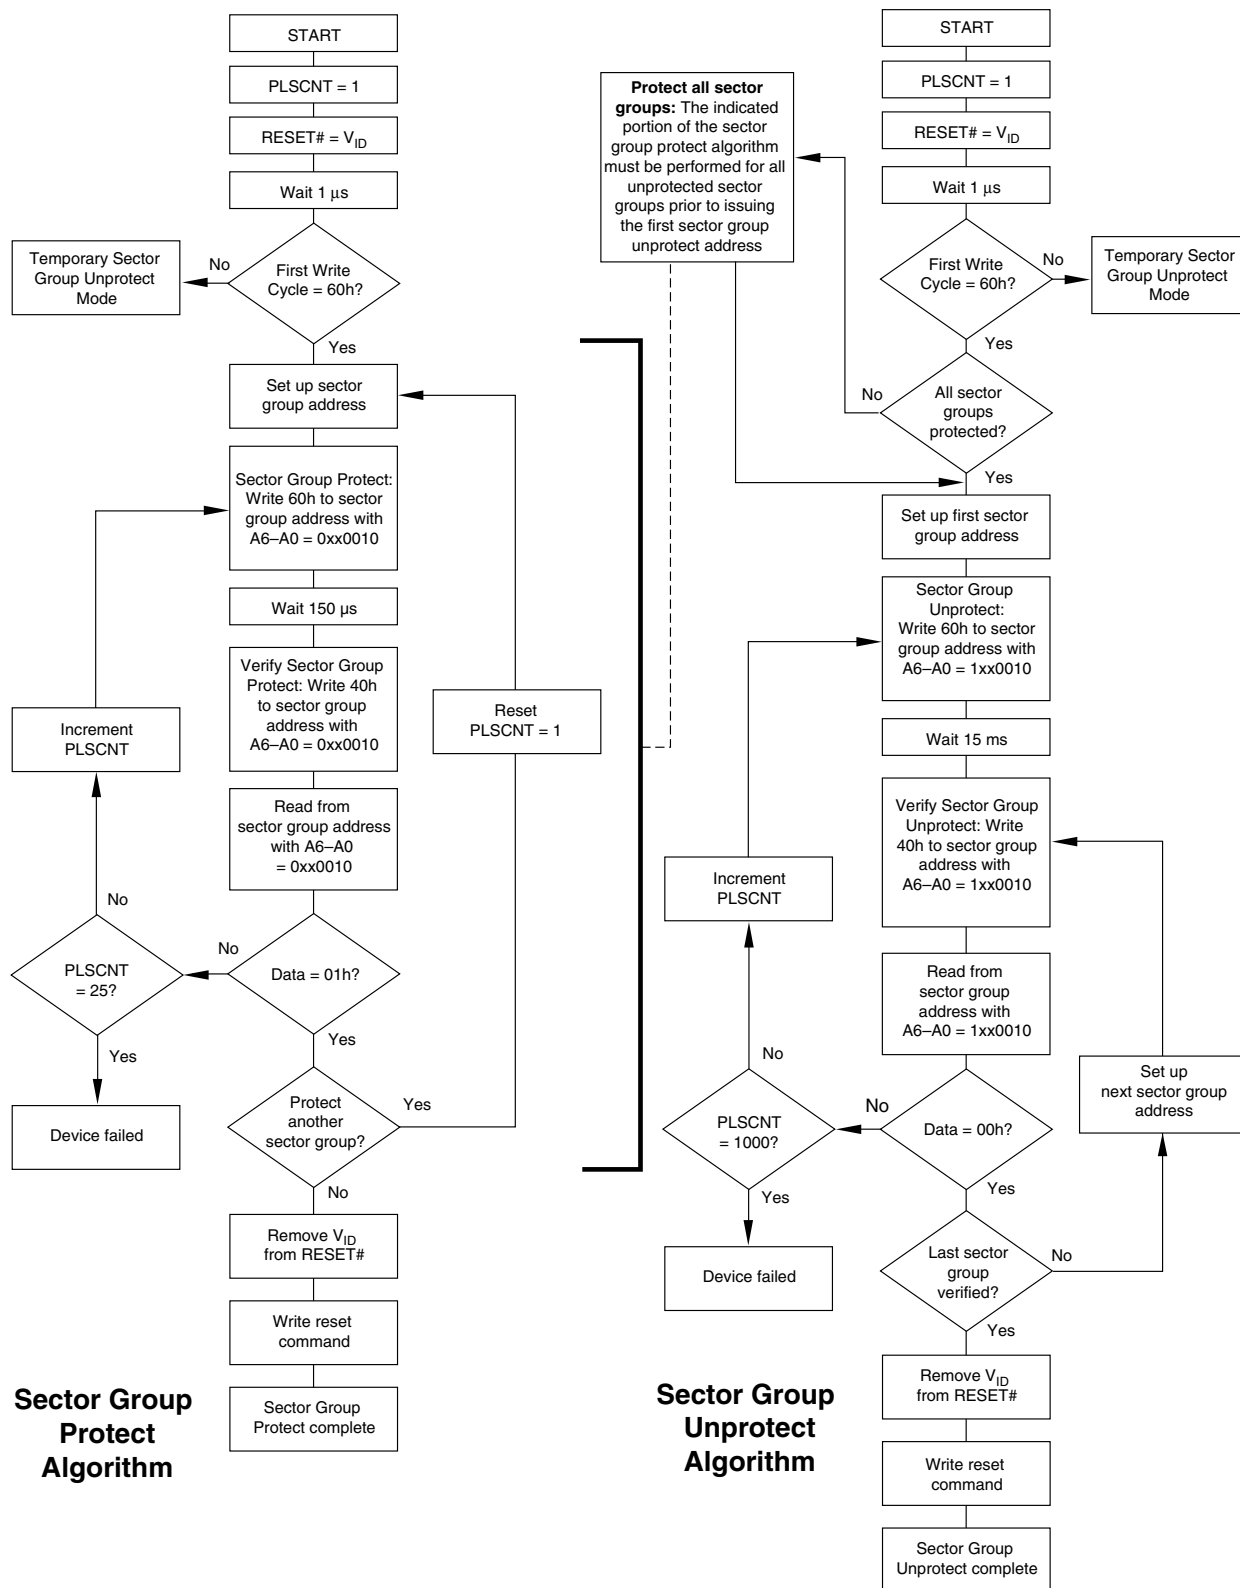 START
PLSCNT = 1
RESET# = VID
Wait 1 μs
First Write
Cycle = 60h?
No
Temporary Sector
Group Unprotect
Mode
Yes
Set up sector
group address
Sector Group Protect:
Write 60h to sector
group address with
A6–A0 = 0xx0010
Wait 150 µs
Verify Sector Group
Protect: Write 40h
to sector group
address with
A6–A0 = 0xx0010
Read from
sector group address
with A6–A0
= 0xx0010
Data = 01h?
No
PLSCNT
= 25?
No
Increment
PLSCNT
Yes
Device failed
Yes
Protect
another
sector group?
Yes
Reset
PLSCNT = 1
No
Remove VID
from RESET#
Write reset
command
Sector Group
Protect complete
Sector Group
Protect
Algorithm
Protect all sector
groups: The indicated
portion of the sector
group protect algorithm
must be performed for all
unprotected sector
groups prior to issuing
the first sector group
unprotect address
START
PLSCNT = 1
RESET# = VID
Wait 1 μs
First Write
Cycle = 60h?
No
Temporary Sector
Group Unprotect
Mode
Yes
All sector
groups
protected?
No
Yes
Set up first sector
group address
Sector Group
Unprotect:
Write 60h to sector
group address with
A6–A0 = 1xx0010
Wait 15 ms
Verify Sector Group
Unprotect: Write
40h to sector group
address with
A6–A0 = 1xx0010
Read from
sector group
address with
A6–A0 = 1xx0010
Data = 00h?
No
PLSCNT
= 1000?
No
Increment
PLSCNT
Yes
Device failed
Yes
Last sector
group
verified?
No
Set up
next sector group
address
Yes
Remove VID
from RESET#
Write reset
command
Sector Group
Unprotect complete
Sector Group
Unprotect
Algorithm